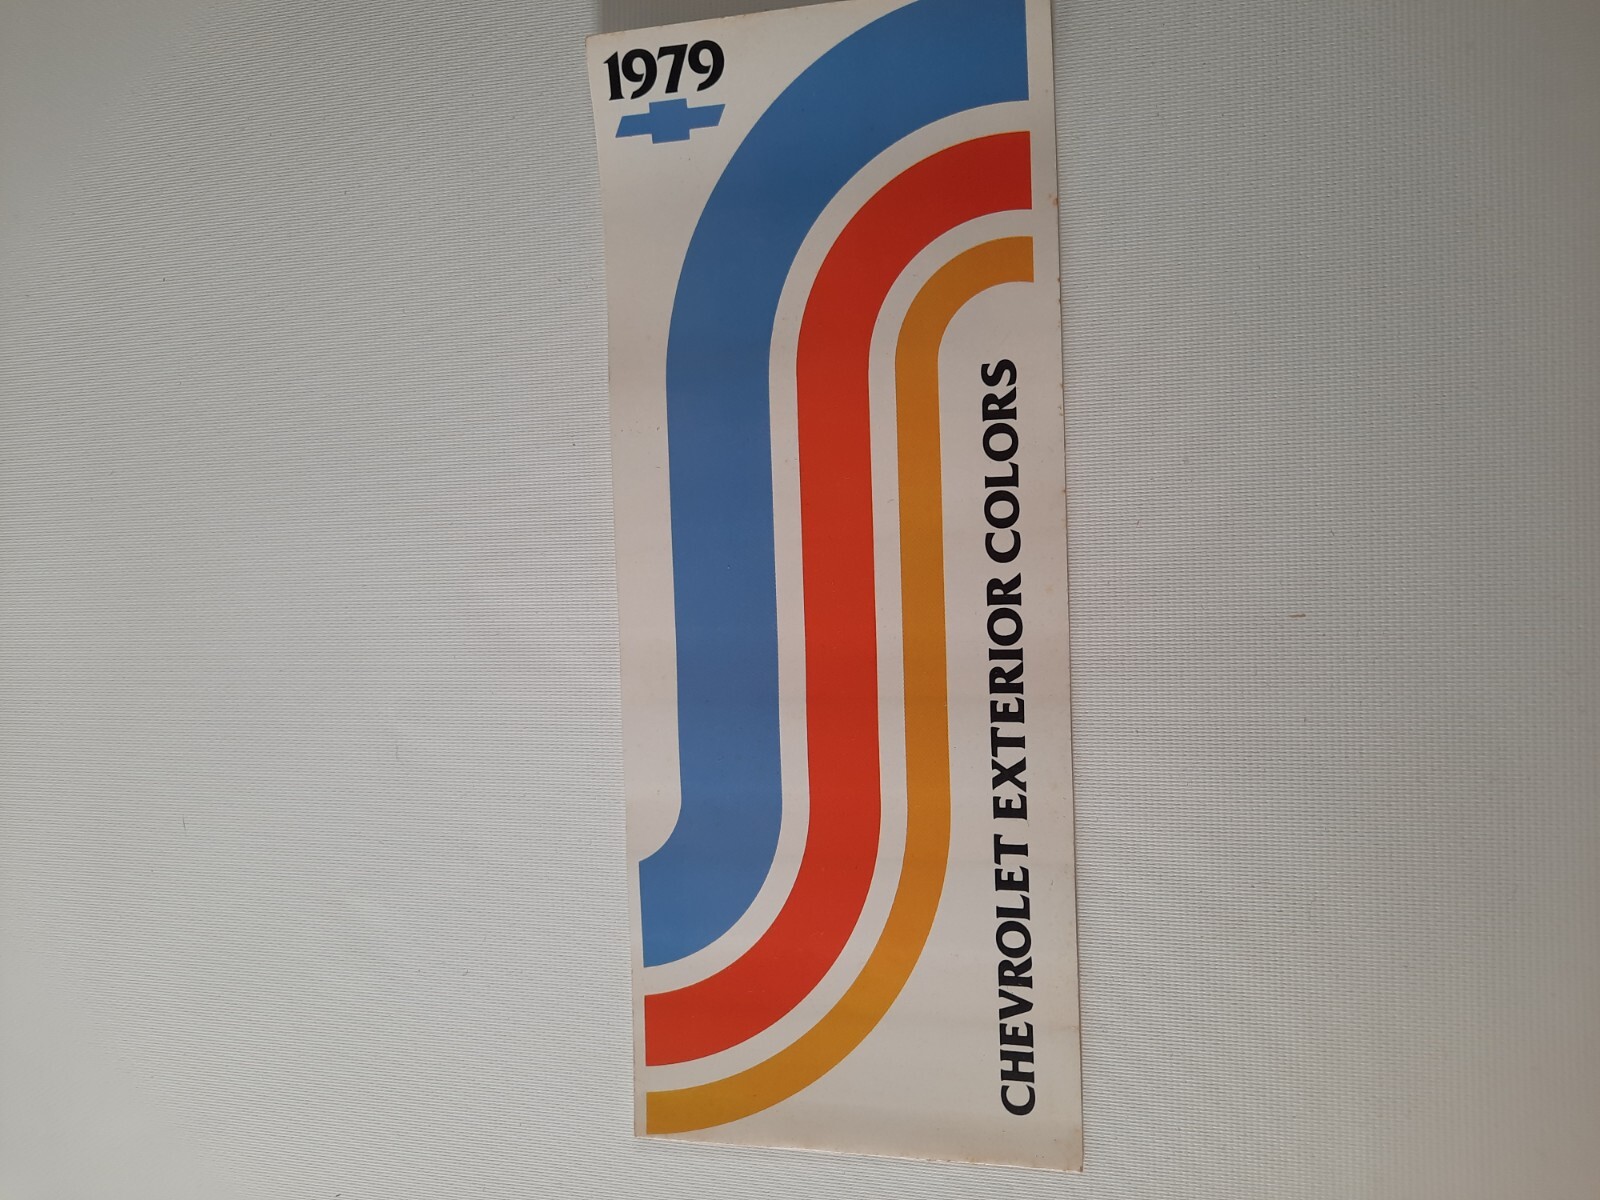 1979
CHEVROLET EXTERIOR COLORS